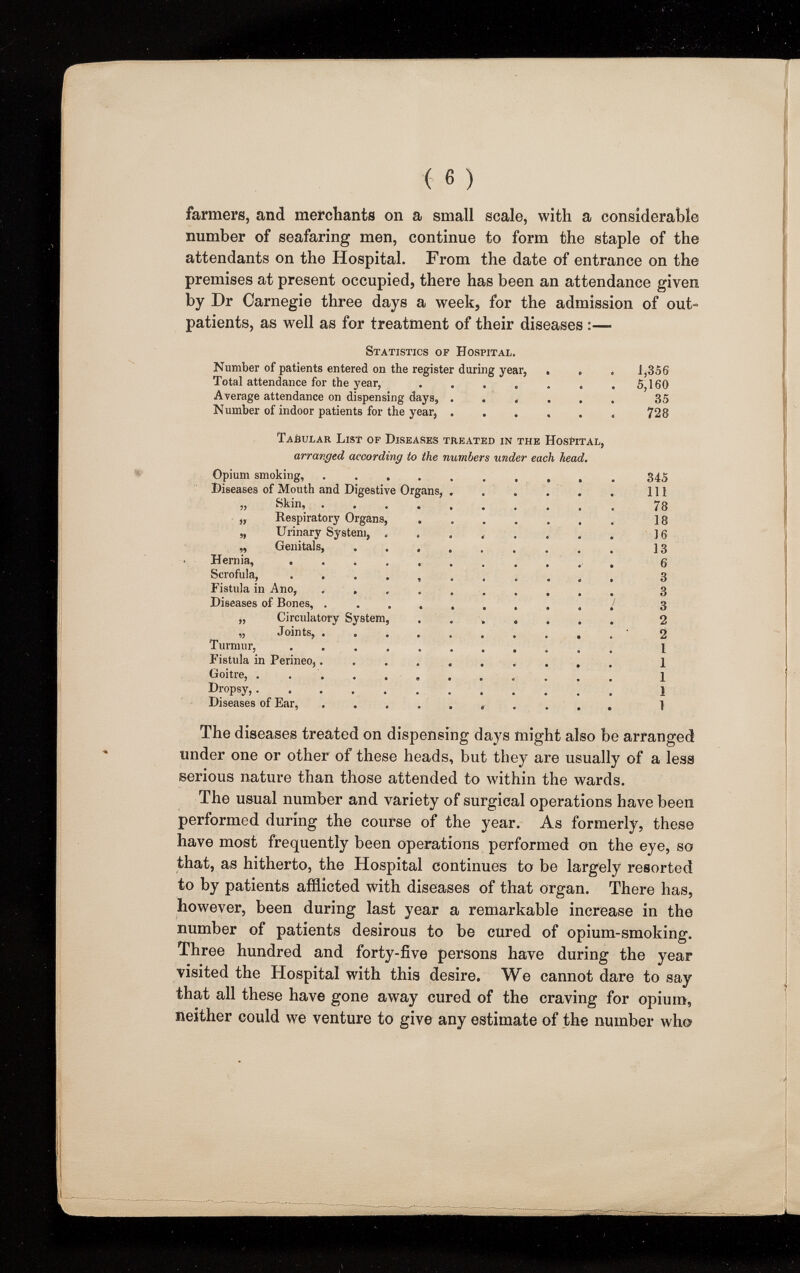 ( 6 )
farmers, and merchants on a small scale, with a considerable
number of seafaring men, continue to form the staple of the
attendants on the Hospital. From the date of entrance on the
premises at present occupied, there has been an attendance given
by Dr Carnegie three days a week, for the admission of out-
patients, as well as for treatment of their diseases :—
Statistics of Hospital.
Number of patients entered on the register during year, . . . 1,356
Total attendance for the year, . . . . . . . 5,160
Average attendance on dispensing days, . . . . . . 35
Number of indoor patients for the year, . . . . . . 728
Tabular List of Diseases treated in the Hospital,
arranged according to the numbers under each head.
Opium smoking, . . . . . . . . . . 345
Diseases of Mouth and Digestive Organs, . . . . . . 111
„ Skin, . . . . . . . . . . 78
„ Respiratory Organs, . . . . . . . 18
„ Urinary System, . . . . . . . . 16
„ Genitals, . . . . . . . . . 13
Hernia, . . . . . . . . . . . 6
Scrofula, . . . . . . . . . . . 3
Fistula in Ano, . . . . . . . . . . 3
Diseases of Bones, . . . . . . . . . . 3
„ Circulatory System, . . . . . . . 2
„ Joints, . . . . . . . . . . 2
Turmur, . . . . . . . . . . . 1
Fistula in Perineo, . . . . . . . . . . 1
Goitre, . . . . . . . . . . . . 1
Dropsy, . . . . . . . . . . . . 1
Diseases of Ear, . . . . . . . . . . 1
The diseases treated on dispensing days might also be arranged
under one or other of these heads, but they are usually of a less
serious nature than those attended to within the wards.
The usual number and variety of surgical operations have been
performed during the course of the year. As formerly, these
have most frequently been operations performed on the eye, so
that, as hitherto, the Hospital continues to be largely resorted
to by patients afflicted with diseases of that organ. There has,
however, been during last year a remarkable increase in the
number of patients desirous to be cured of opium-smoking.
Three hundred and forty-five persons have during the year
visited the Hospital with this desire. We cannot dare to say
that all these have gone away cured of the craving for opium,
neither could we venture to give any estimate of the number who